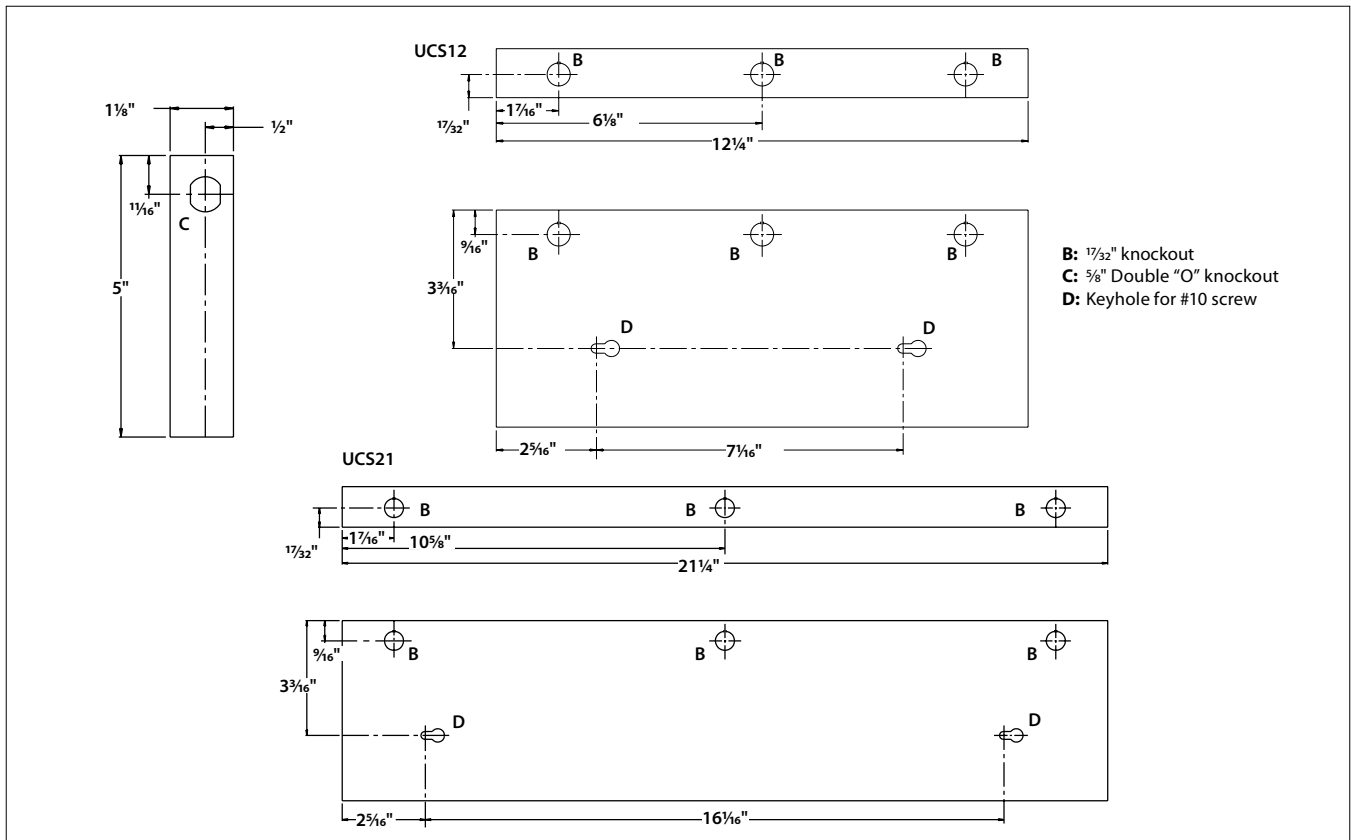 UCS12
B B B
1⅛"
½"
17/32"
1 7/16"
6⅛"
12¼"
11/16"
C
5"
9/16"
B B B
3 3/16"
D D
B: 17/32" knockout
C: ⅝" Double “O” knockout
D: Keyhole for #10 screw
2 5/16"
7 1/16"
UCS21
B B B
17/32"
1 7/16"
10⅝"
21¼"
9/16"
B B B
3 3/16"
D D
2 5/16"
16 1/16"